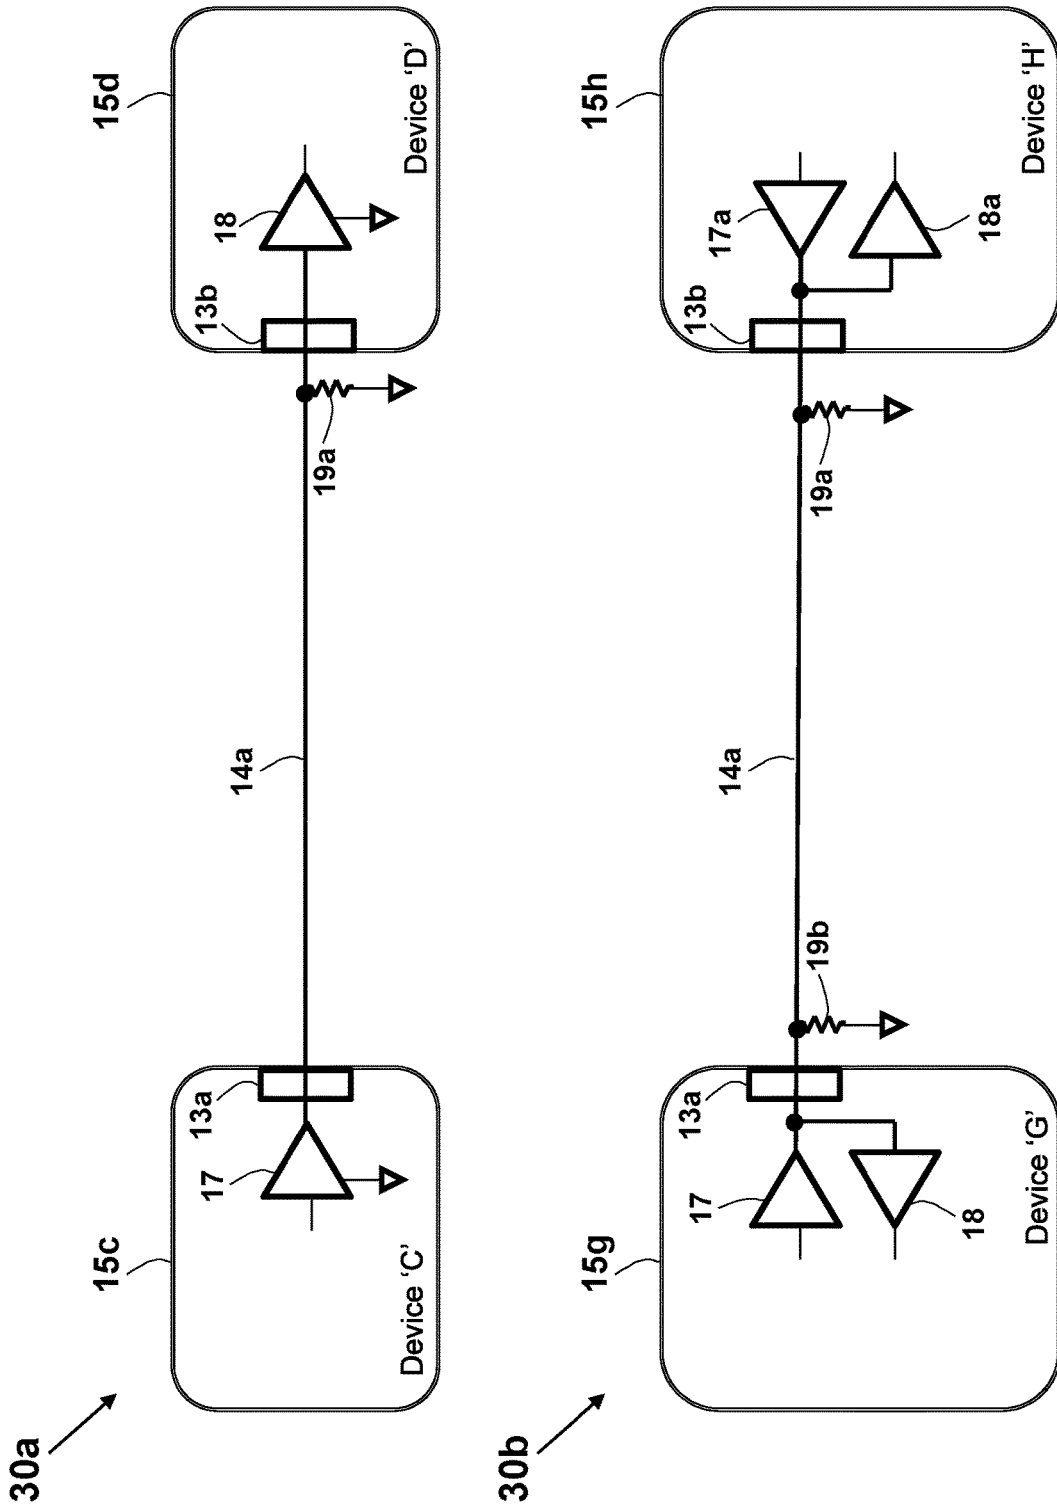 30a
15c
15d
17
13a
14a
19a
13b
18
Device ‘C’
Device ‘D’
30b
15g
15h
17
13a
19b
14a
19a
13b
17a
18
18a
Device ‘G’
Device ‘H’